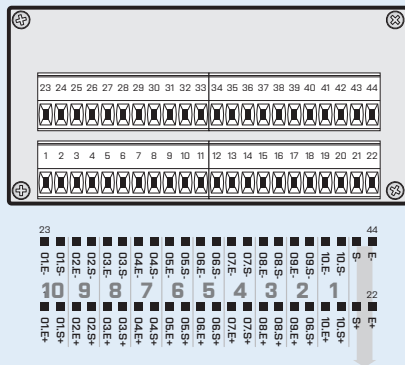 23 24 25 26 27 28 29 30 31 32 33 34 35 36 37 38 39 40 41 42 43 44
1 2 3 4 5 6 7 8 9 10 11 12 13 14 15 16 17 18 19 20 21 22
23 44
01.E- 01.S- 02.E- 02.S- 03.E- 03.S- 04.E- 04.S- 05.E- 05.S- 06.E- 06.S- 07.E- 07.S- 08.E- 08.S- 09.E- 09.S- 10.E- 10.S- S- E-
10 9 8 7 6 5 4 3 2 1
22
01.E+ 01.S+ 02.E+ 02.S+ 03.E+ 03.S+ 04.E+ 04.S+ 05.E+ 05.S+ 06.E+ 06.S+ 07.E+ 07.S+ 08.E+ 08.S+ 09.E+ 06.S+ 10.E+ 10.S+ S+ E+